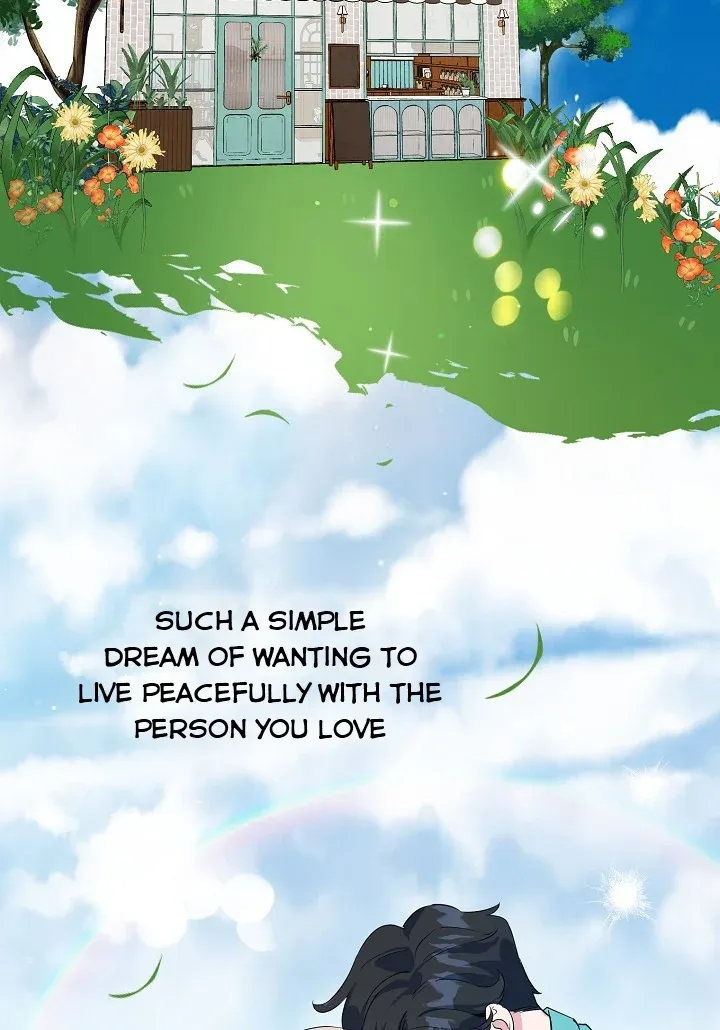 SUCH A SIMPLE
DREAM OF WANTING TO
LIVE PEACEFULLY WITH THE
PERSON YOU LOVE